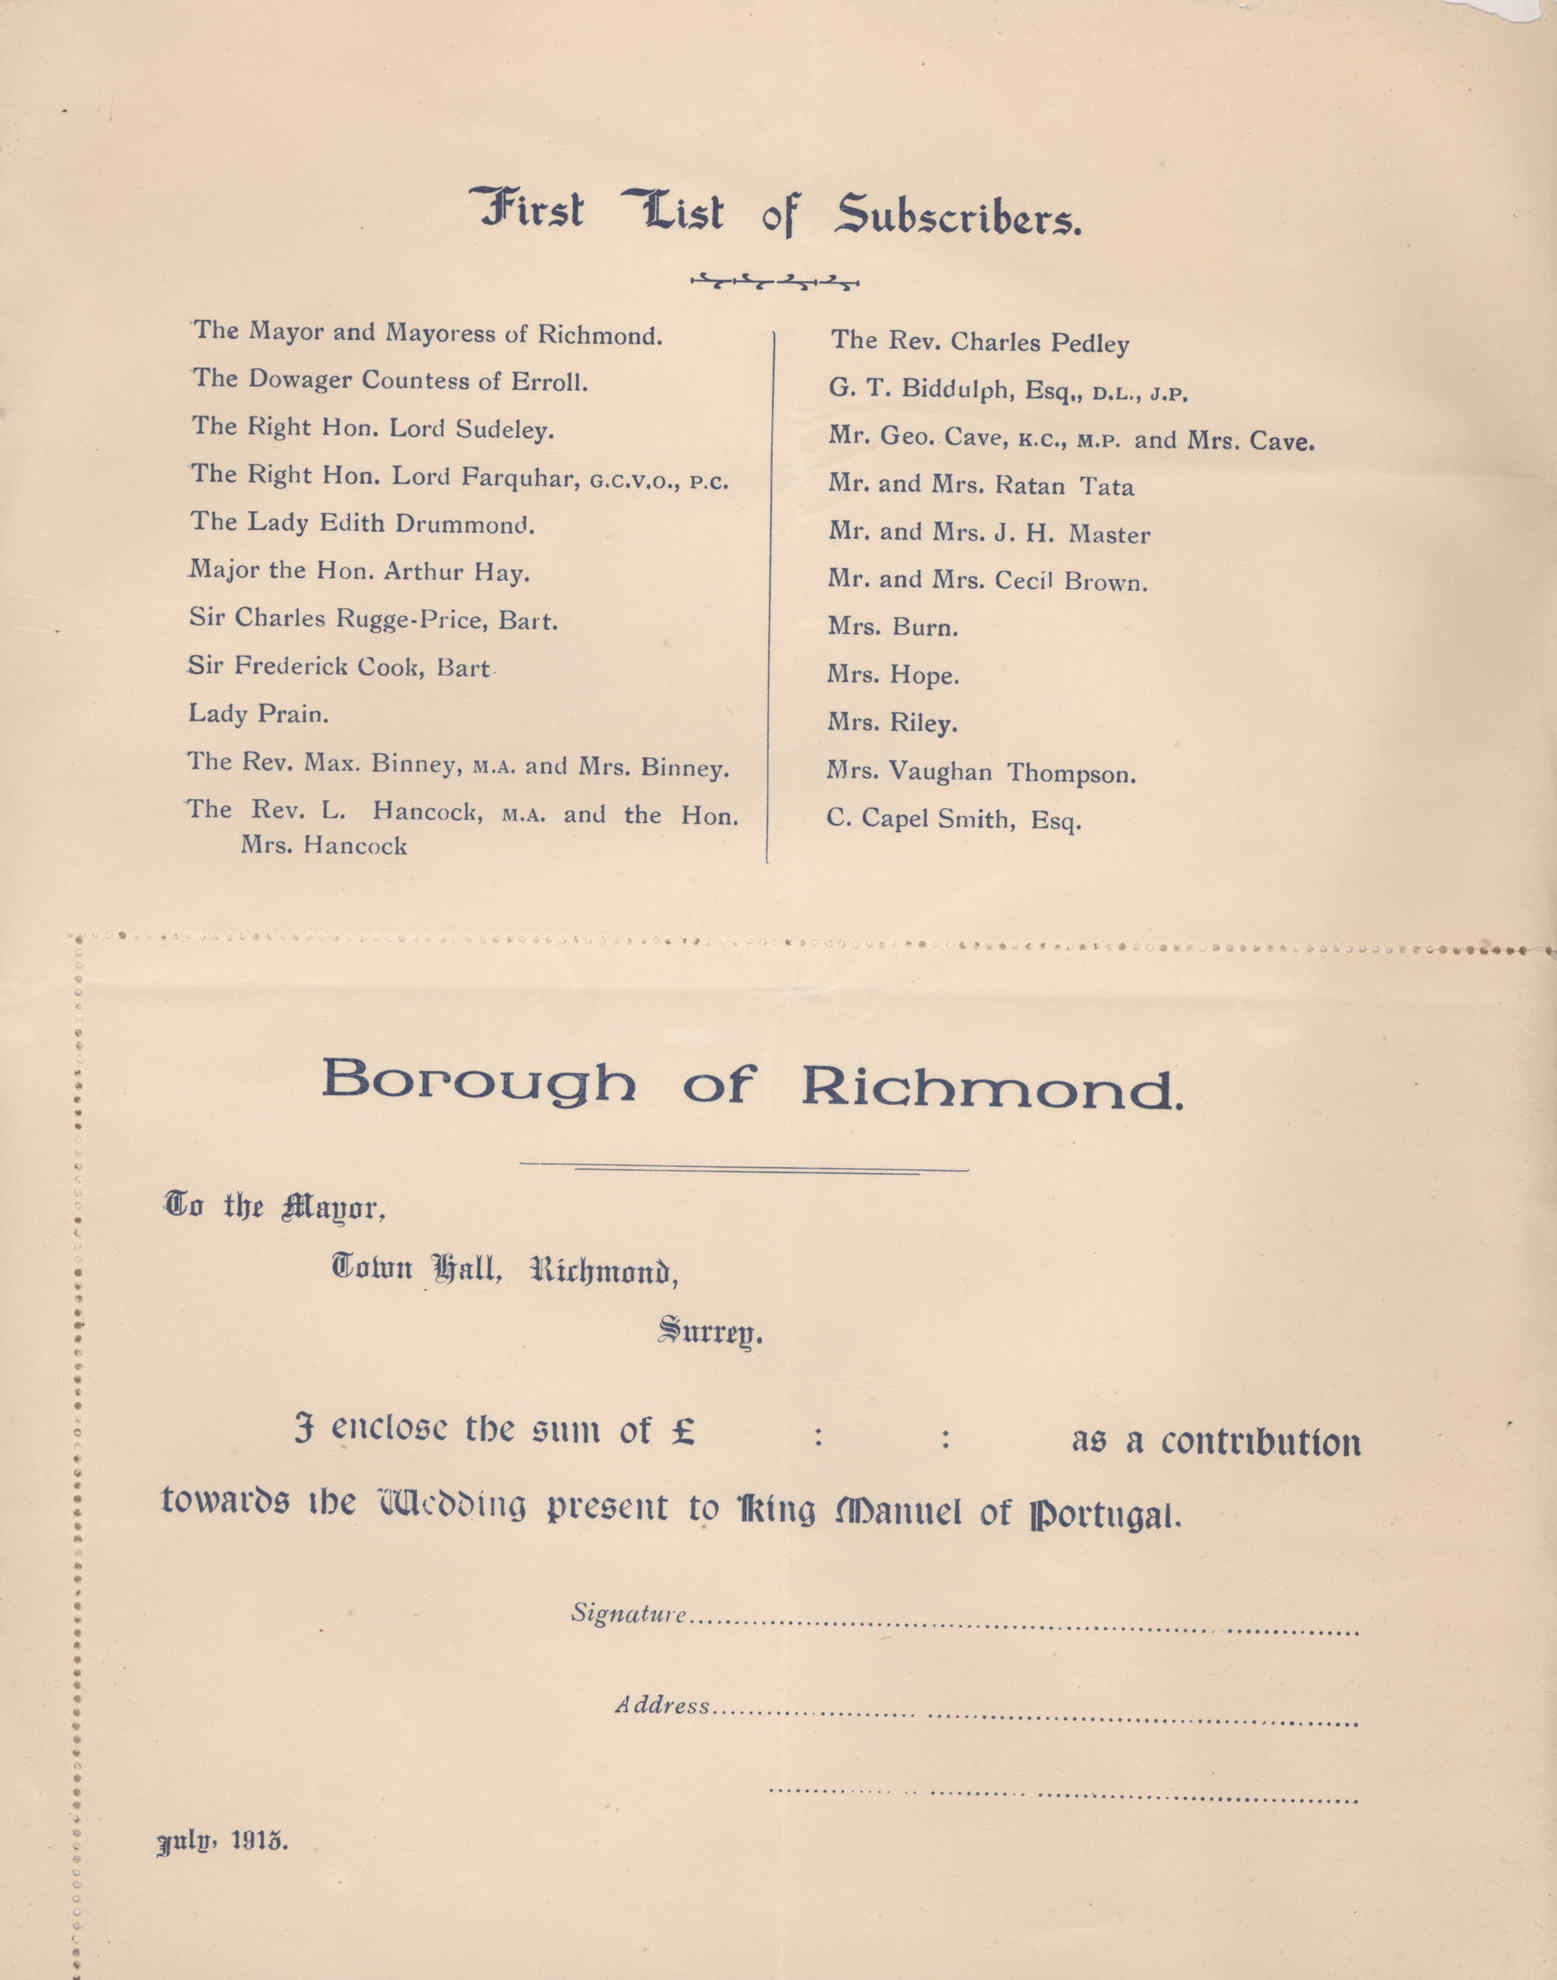 First List of Subscribers.
The Mayor and Mayoress of Richmond.
The Dowager Countess of Erroll.
The Right Hon. Lord Sudeley.
The Right Hon. Lord Farquhar, G.C.V.O., P.C.
The Lady Edith Drummond.
Major the Hon. Arthur Hay.
Sir Charles Rugge-Price, Bart.
Sir Frederick Cook, Bart.
Lady Prain.
The Rev. Max. Binney, M.A. and Mrs. Binney.
The Rev. L. Hancock, M.A. and the Hon.
Mrs. Hancock
The Rev. Charles Pedley
G. T. Biddulph, Esq., D.L., J.P.
Mr. Geo. Cave, K.C., M.P. and Mrs. Cave.
Mr. and Mrs. Ratan Tata
Mr. and Mrs. J. H. Master
Mr. and Mrs. Cecil Brown.
Mrs. Burn.
Mrs. Hope.
Mrs. Riley.
Mrs. Vaughan Thompson.
C. Capel Smith, Esq.
Borough of Richmond.
To the Mayor,
Town Hall, Richmond,
Surrey.
I enclose the sum of £ : : as a contribution
towards the Wedding present to King Manuel of Portugal.
Signature
Address
July, 1913.